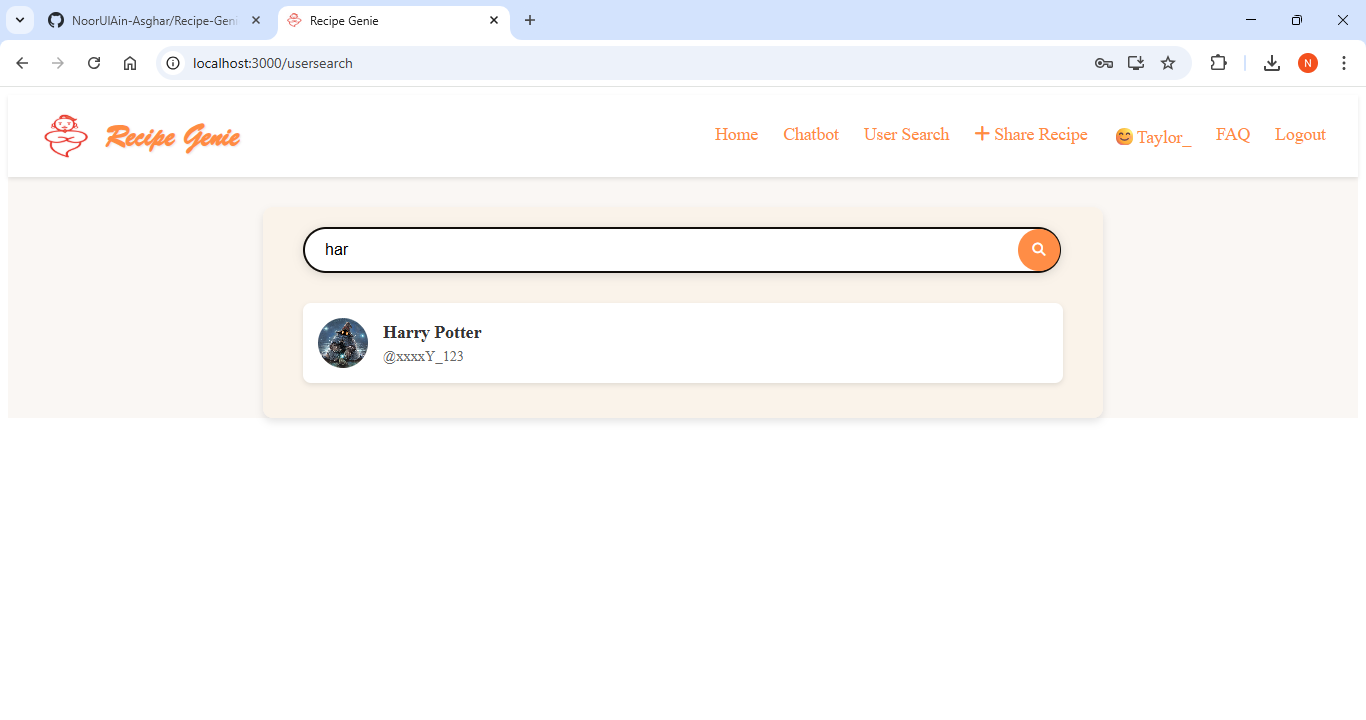 NoorUlAin-Asghar/Recipe-Geni
Recipe Genie
localhost:3000/usersearch
N
Recipe Genie
Home
Chatbot
User Search
Share Recipe
Taylor_
FAQ
Logout
har
Harry Potter
@xxxxY_123